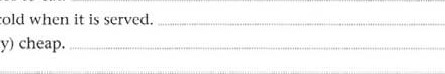 cold when it is served.
y) cheap.